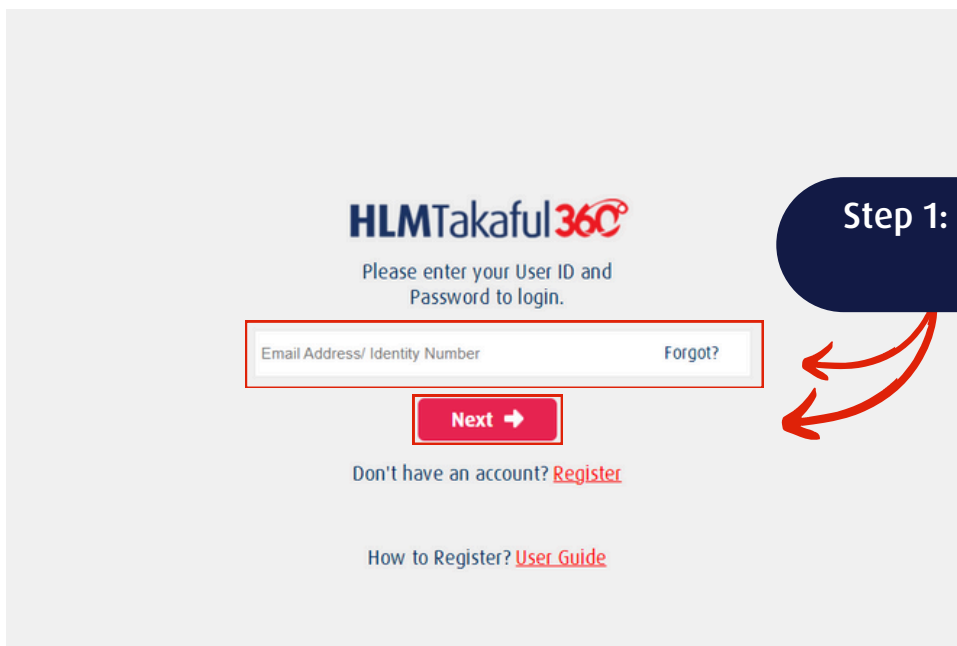 HLMTakaful360°
Please enter your User ID and
Password to login.
Email Address/ Identity Number Forgot?
Next
Don't have an account? Register
How to Register? User Guide
Step 1: